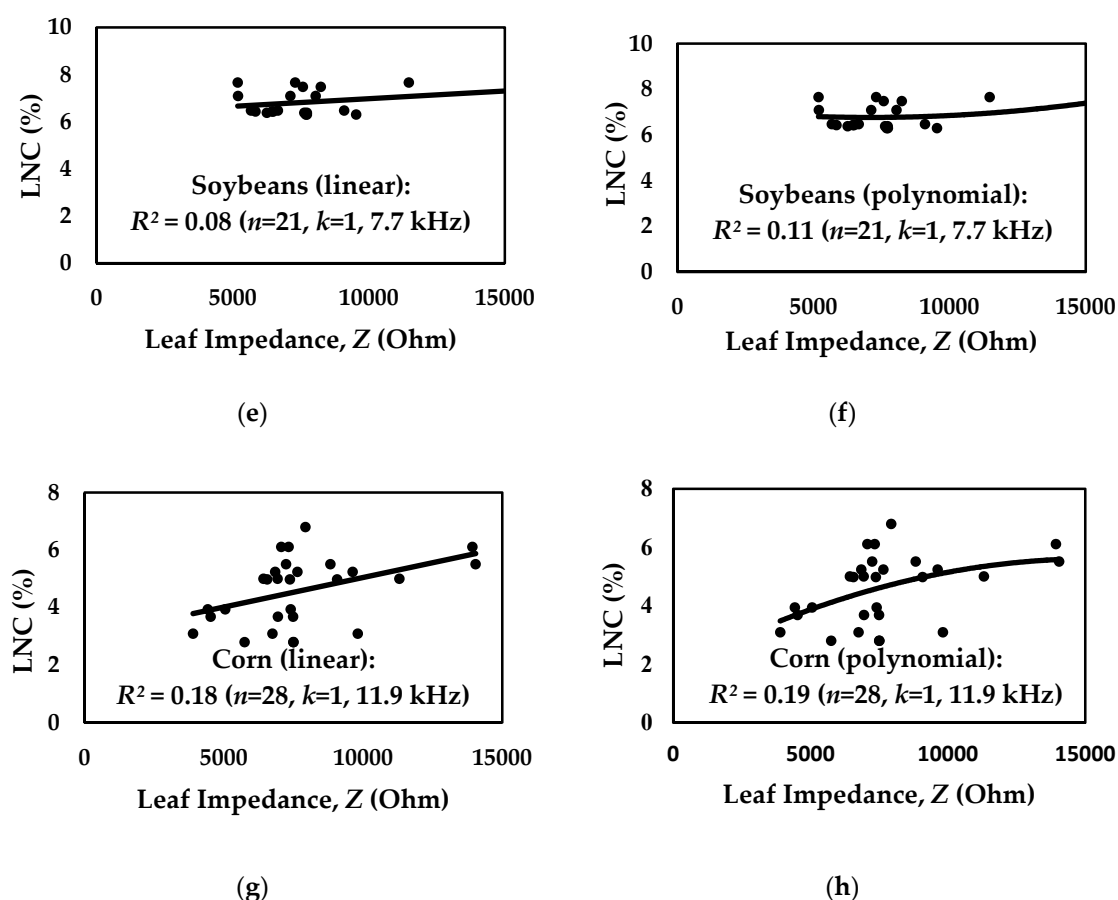 10
8
6
4
2
0
LNC (%)
Soybeans (linear):
R² = 0.08 (n=21, k=1, 7.7 kHz)
0 5000 10000 15000
Leaf Impedance, Z (Ohm)
(e)
10
8
6
4
2
0
LNC (%)
Soybeans (polynomial):
R² = 0.11 (n=21, k=1, 7.7 kHz)
0 5000 10000 15000
Leaf Impedance, Z (Ohm)
(f)
8
6
4
2
0
LNC (%)
Corn (linear):
R² = 0.18 (n=28, k=1, 11.9 kHz)
0 5000 10000 15000
Leaf Impedance, Z (Ohm)
(g)
8
6
4
2
0
LNC (%)
Corn (polynomial):
R² = 0.19 (n=28, k=1, 11.9 kHz)
0 5000 10000 15000
Leaf Impedance, Z (Ohm)
(h)